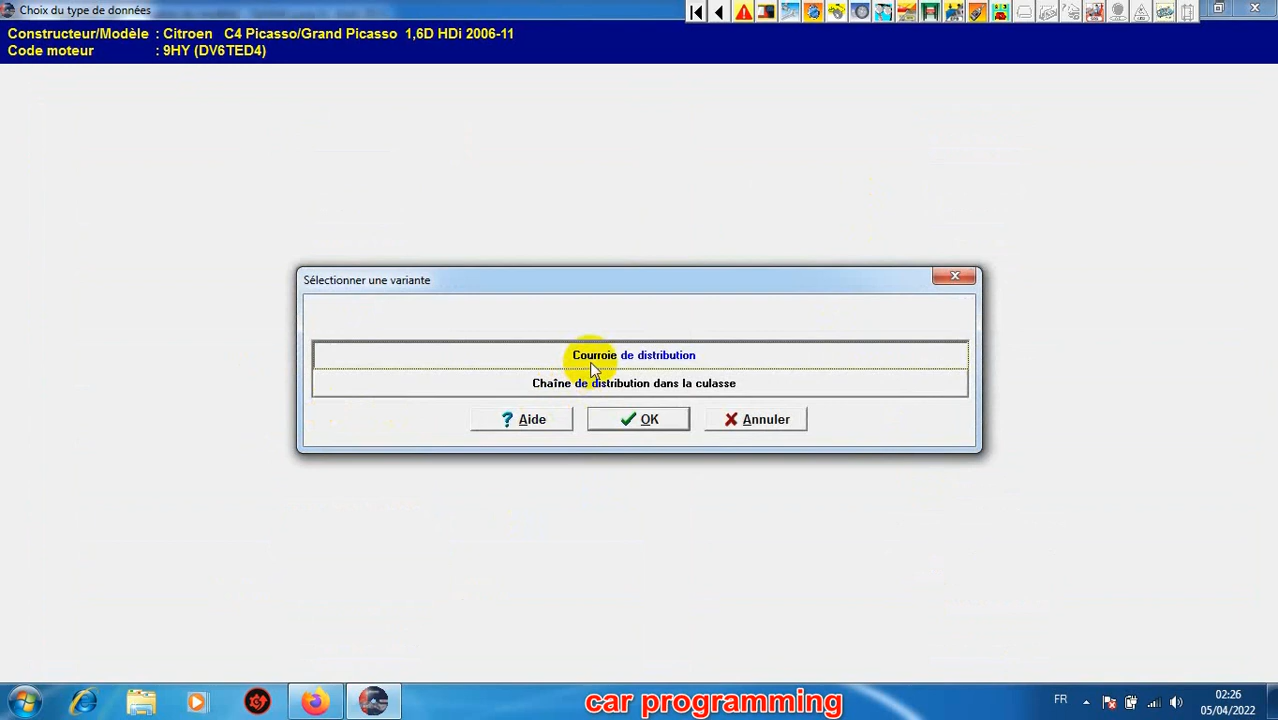 Choix du type de données
Constructeur/Modèle : Citroen C4 Picasso/Grand Picasso 1,6D HDi 2006-11
Code moteur : 9HY (DV6TED4)
Sélectionner une variante
Courroie de distribution
Chaîne de distribution dans la culasse
? Aide
OK
Annuler
car programming
FR
02:26
05/04/2022